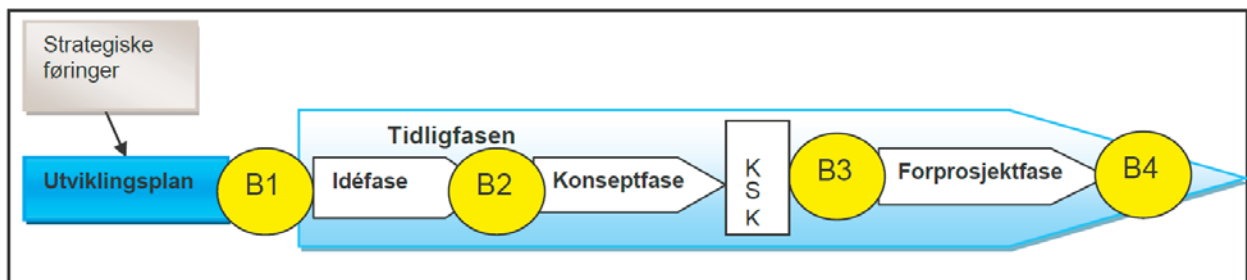 Strategiske
føringer
Tidligfasen
Utviklingsplan
B1
Idéfase
B2
Konseptfase
K
S
K
B3
Forprosjektfase
B4